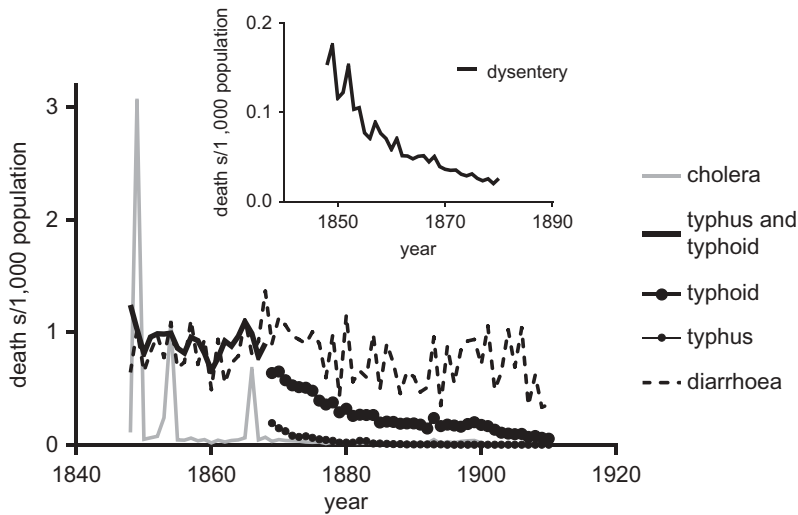 0.2
0.1
0.0
death s/1 ,000 population
dysentery
1850 1870 1890
year
3
2
1
0
death s/1,000 population
1840 1860 1880 1900 1920
year
cholera
typhus and
typhoid
typhoid
typhus
diarrhoea